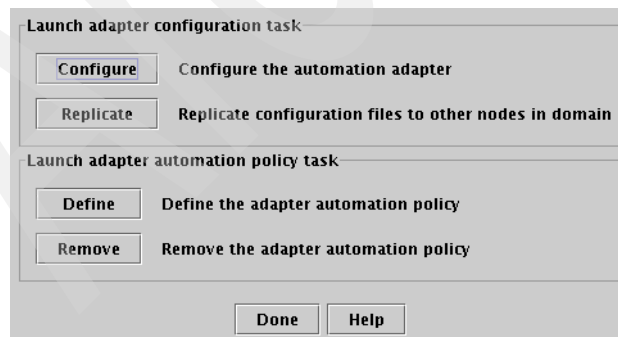 Launch adapter configuration task
Configure Configure the automation adapter
Replicate Replicate configuration files to other nodes in domain
Launch adapter automation policy task
Define Define the adapter automation policy
Remove Remove the adapter automation policy
Done Help